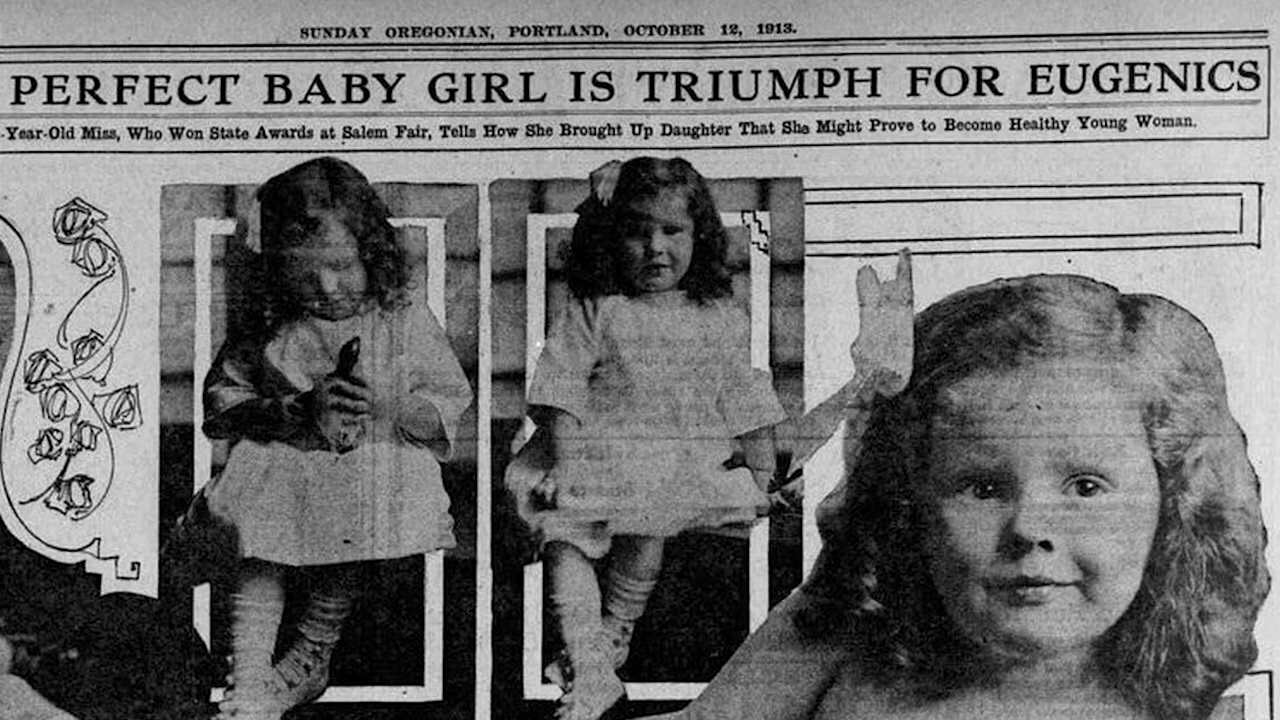 SUNDAY OREGONIAN, PORTLAND, OCTOBER 12, 1913.
PERFECT BABY GIRL IS TRIUMPH FOR EUGENICS
-Year-Old Miss, Who Won State Awards at Salem Fair, Tells How She Brought Up Daughter That She Might Prove to Become Healthy Young Woman.